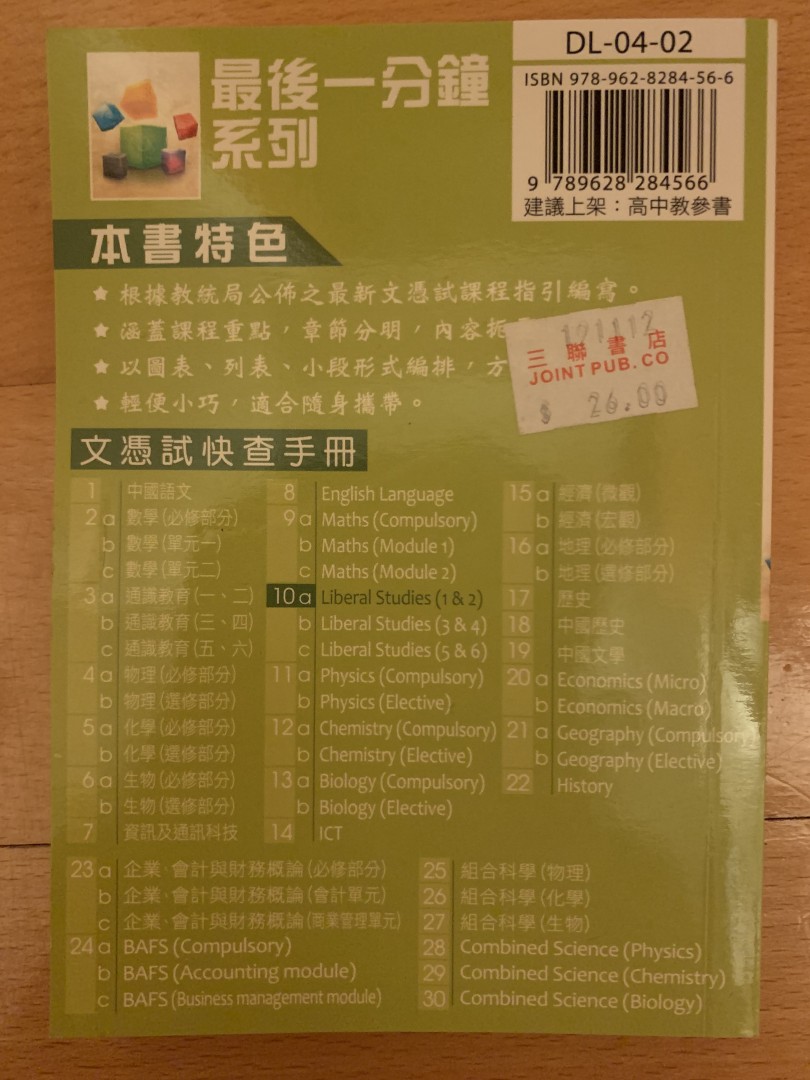 最後一分鐘
系列
DL-04-02
ISBN 978-962-8284-56-6
9 789628 284566
建議上架：高中教參書
本書特色
★ 根據教統局公佈之最新文憑試課程指引編寫。
★ 涵蓋課程重點，章節分明，內容扼
★ 以圖表、列表、小段形式編排，方
★ 輕便小巧，適合隨身攜帶。
121112
三聯書店
JOINT PUB. CO
$ 26.00
文憑試快查手冊
1 中國語文
2 a 數學 (必修部分)
b 數學 (單元一)
c 數學 (單元二)
3 a 通識教育 (一、二)
b 通識教育 (三、四)
c 通識教育 (五、六)
4 a 物理 (必修部分)
b 物理 (選修部分)
5 a 化學 (必修部分)
b 化學 (選修部分)
6 a 生物 (必修部分)
b 生物 (選修部分)
7 資訊及通訊科技
8 English Language
9 a Maths (Compulsory)
b Maths (Module 1)
c Maths (Module 2)
10 a Liberal Studies (1 & 2)
b Liberal Studies (3 & 4)
c Liberal Studies (5 & 6)
11 a Physics (Compulsory)
b Physics (Elective)
12 a Chemistry (Compulsory)
b Chemistry (Elective)
13 a Biology (Compulsory)
b Biology (Elective)
14 ICT
15 a 經濟 (微觀)
b 經濟 (宏觀)
16 a 地理 (必修部分)
b 地理 (選修部分)
17 歷史
18 中國歷史
19 中國文學
20 a Economics (Micro)
b Economics (Macro)
21 a Geography (Compulsory)
b Geography (Elective)
22 History
23 a 企業、會計與財務概論 (必修部分)
b 企業、會計與財務概論 (會計單元)
c 企業、會計與財務概論 (商業管理單元)
24 a BAFS (Compulsory)
b BAFS (Accounting module)
c BAFS (Business management module)
25 組合科學 (物理)
26 組合科學 (化學)
27 組合科學 (生物)
28 Combined Science (Physics)
29 Combined Science (Chemistry)
30 Combined Science (Biology)